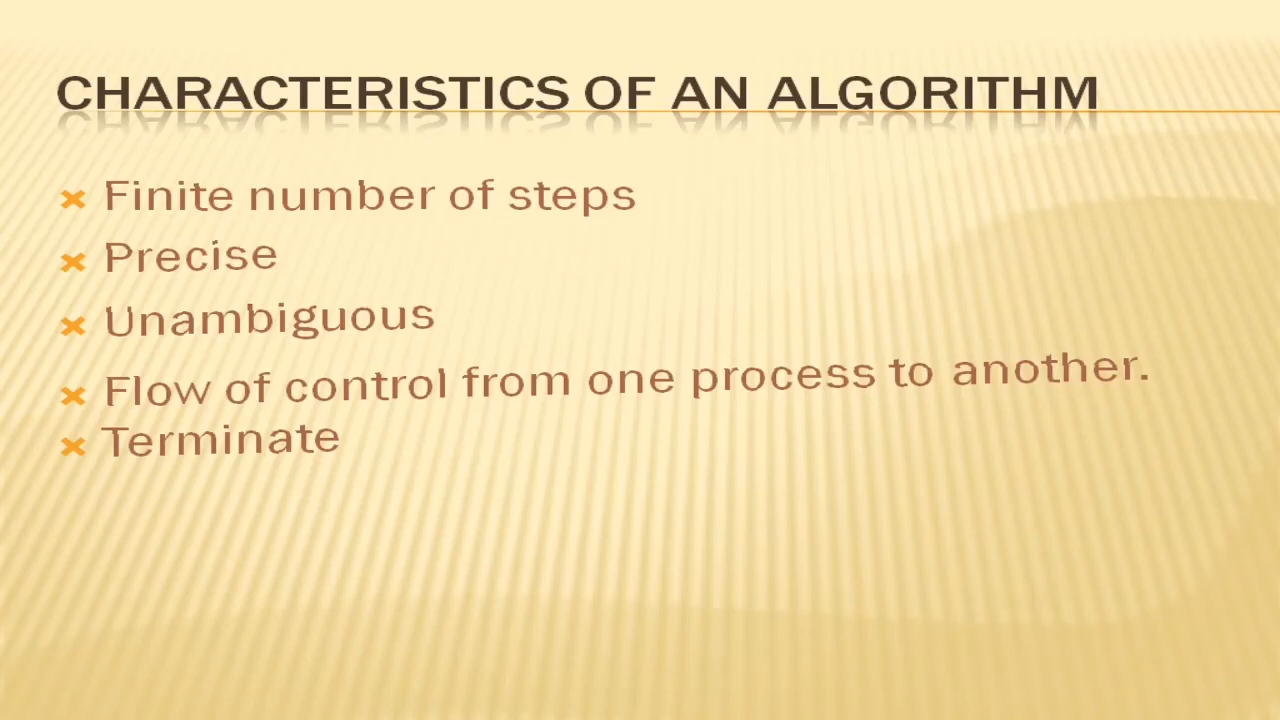 CHARACTERISTICS OF AN ALGORITHM
Finite number of steps
Precise
Unambiguous
Flow of control from one process to another.
Terminate